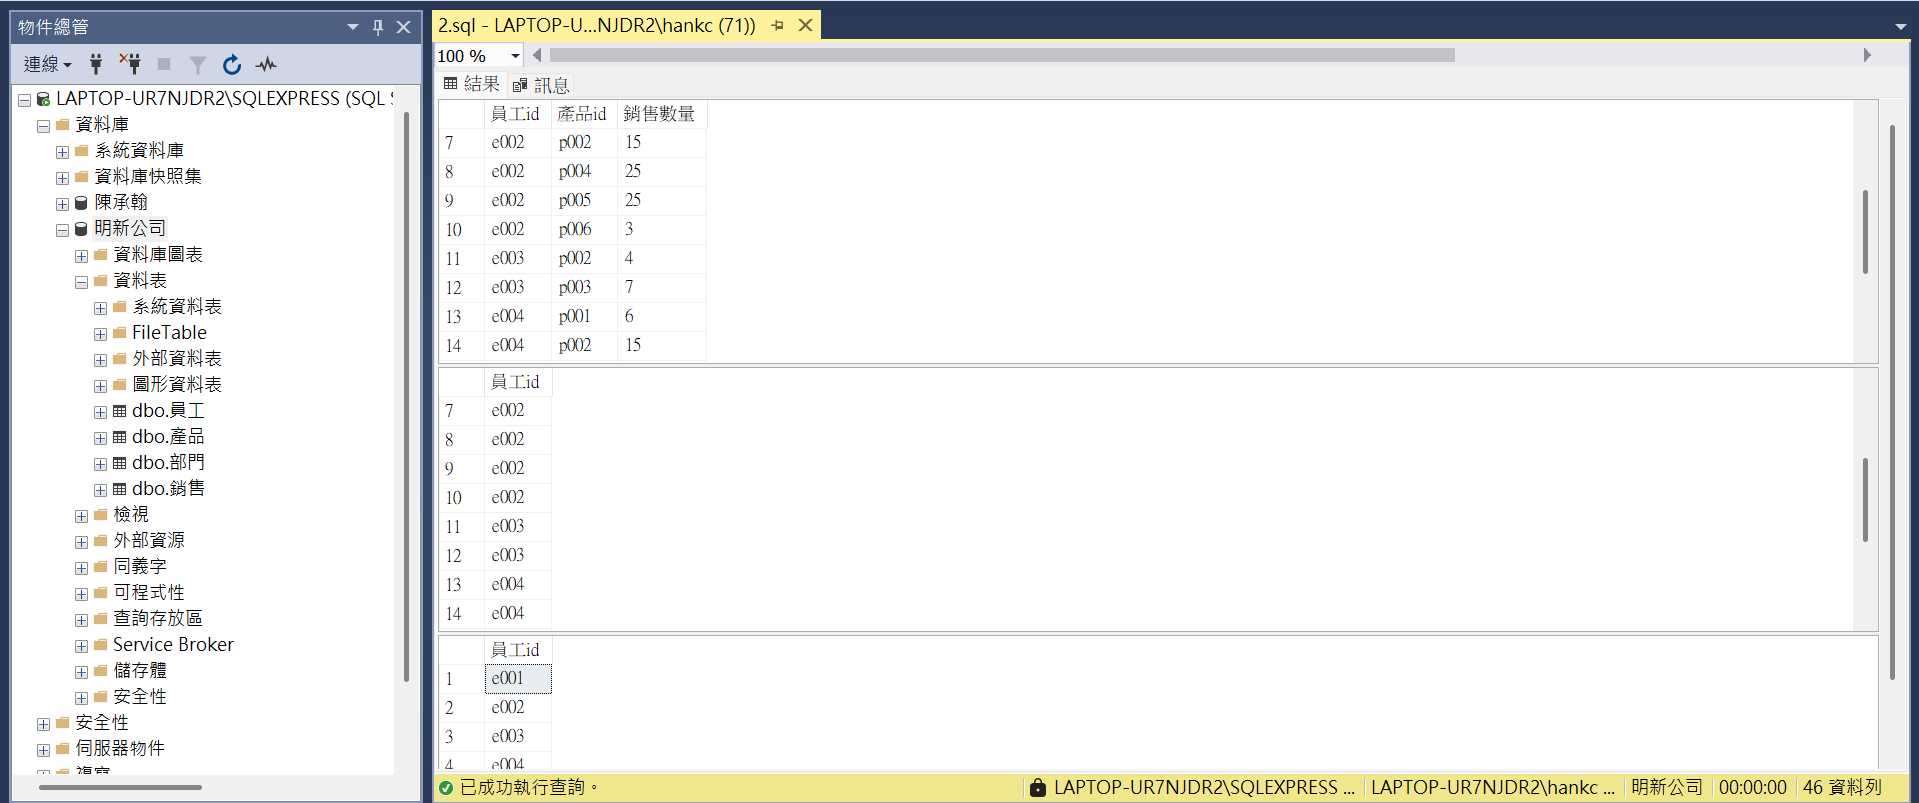 物件總管
連線
LAPTOP-UR7NJDR2\SQLEXPRESS (SQL S
資料庫
系統資料庫
資料庫快照集
陳承翰
明新公司
資料庫圖表
資料表
系統資料表
FileTable
外部資料表
圖形資料表
dbo.員工
dbo.產品
dbo.部門
dbo.銷售
檢視
外部資源
同義字
可程式性
查詢存放區
Service Broker
儲存體
安全性
安全性
伺服器物件
複寫
2.sql - LAPTOP-U...NJDR2\hankc (71))
100 %
結果 訊息
員工id 產品id 銷售數量
7 e002 p002 15
8 e002 p004 25
9 e002 p005 25
10 e002 p006 3
11 e003 p002 4
12 e003 p003 7
13 e004 p001 6
14 e004 p002 15
員工id
7 e002
8 e002
9 e002
10 e002
11 e003
12 e003
13 e004
14 e004
員工id
1 e001
2 e002
3 e003
4 e004
已成功執行查詢。 LAPTOP-UR7NJDR2\SQLEXPRESS ... LAPTOP-UR7NJDR2\hankc ... 明新公司 00:00:00 46 資料列